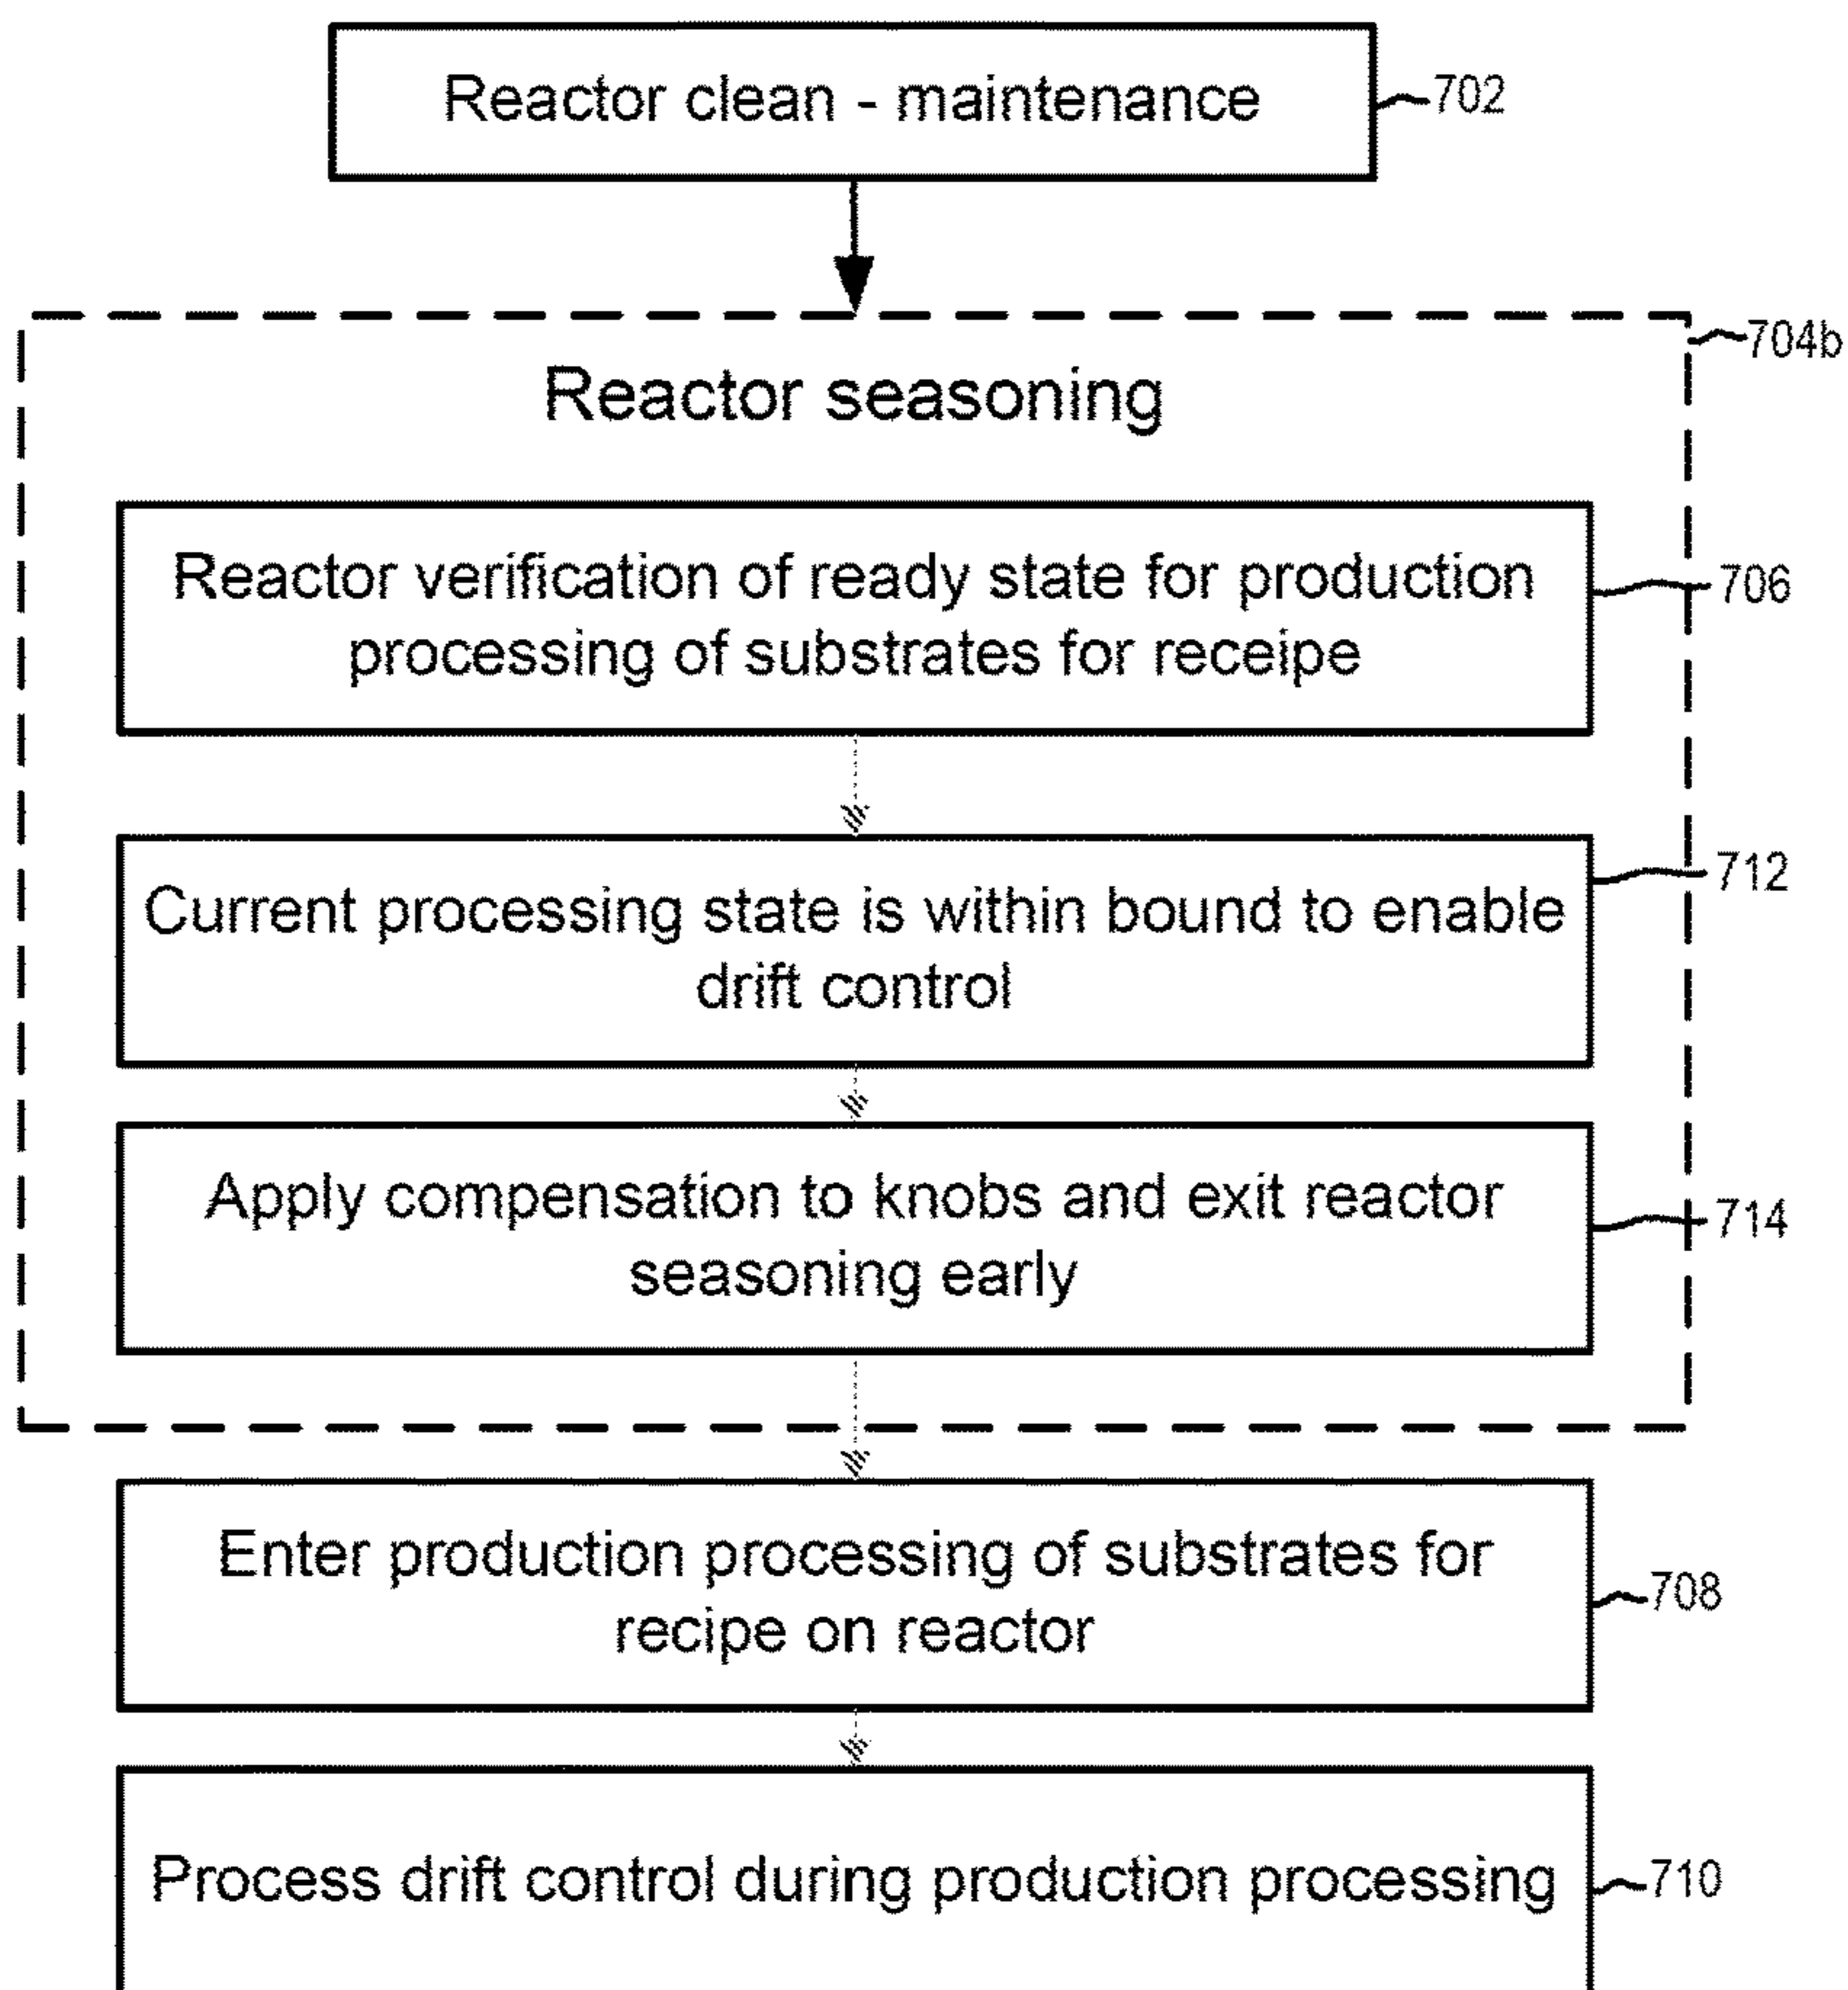 Reactor clean - maintenance
702
704b
Reactor seasoning
Reactor verification of ready state for production
processing of substrates for receipe
706
Current processing state is within bound to enable
drift control
712
Apply compensation to knobs and exit reactor
seasoning early
714
Enter production processing of substrates for
recipe on reactor
708
Process drift control during production processing
710